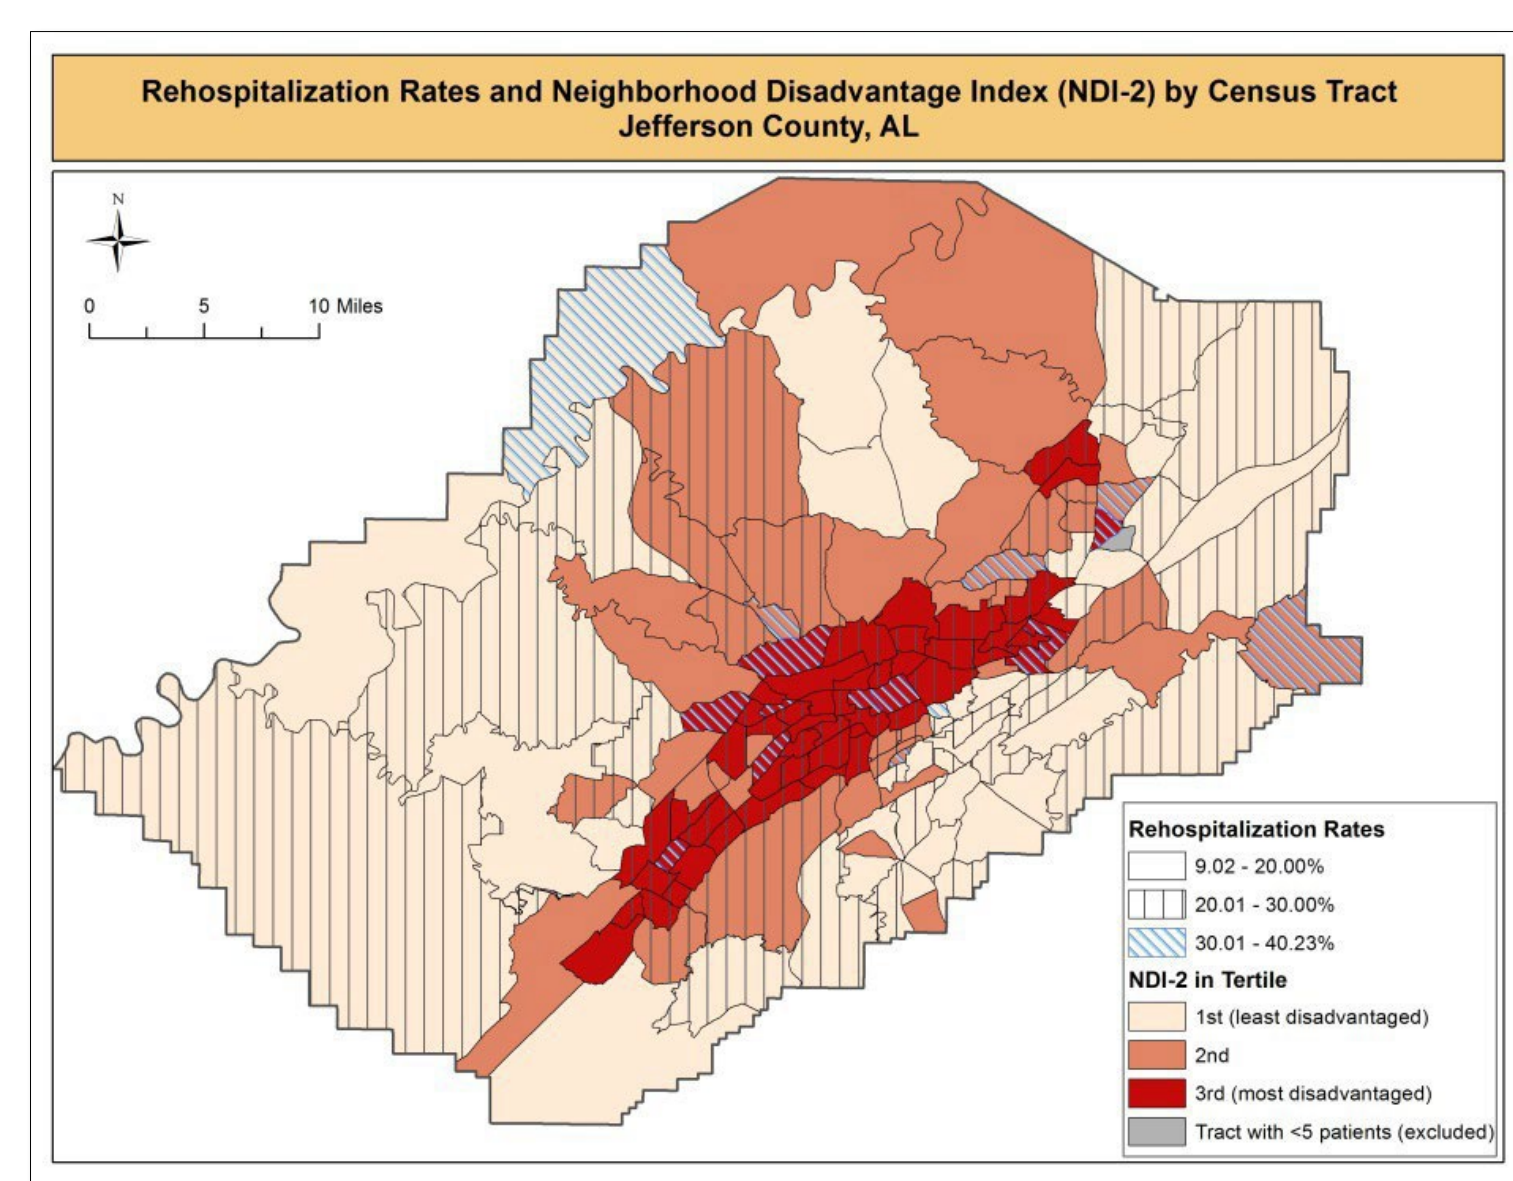 Rehospitalization Rates and Neighborhood Disadvantage Index (NDI-2) by Census Tract
Jefferson County, AL
N
0 5 10 Miles
Rehospitalization Rates
9.02 - 20.00%
20.01 - 30.00%
30.01 - 40.23%
NDI-2 in Tertile
1st (least disadvantaged)
2nd
3rd (most disadvantaged)
Tract with <5 patients (excluded)